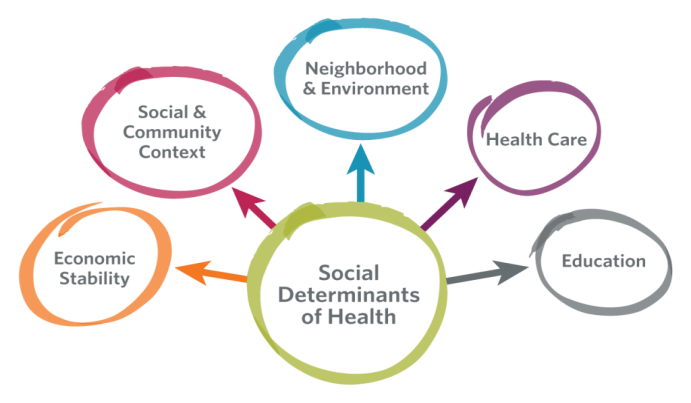 Neighborhood
& Environment
Social &
Community
Context
Health Care
Economic
Stability
Education
Social
Determinants
of Health